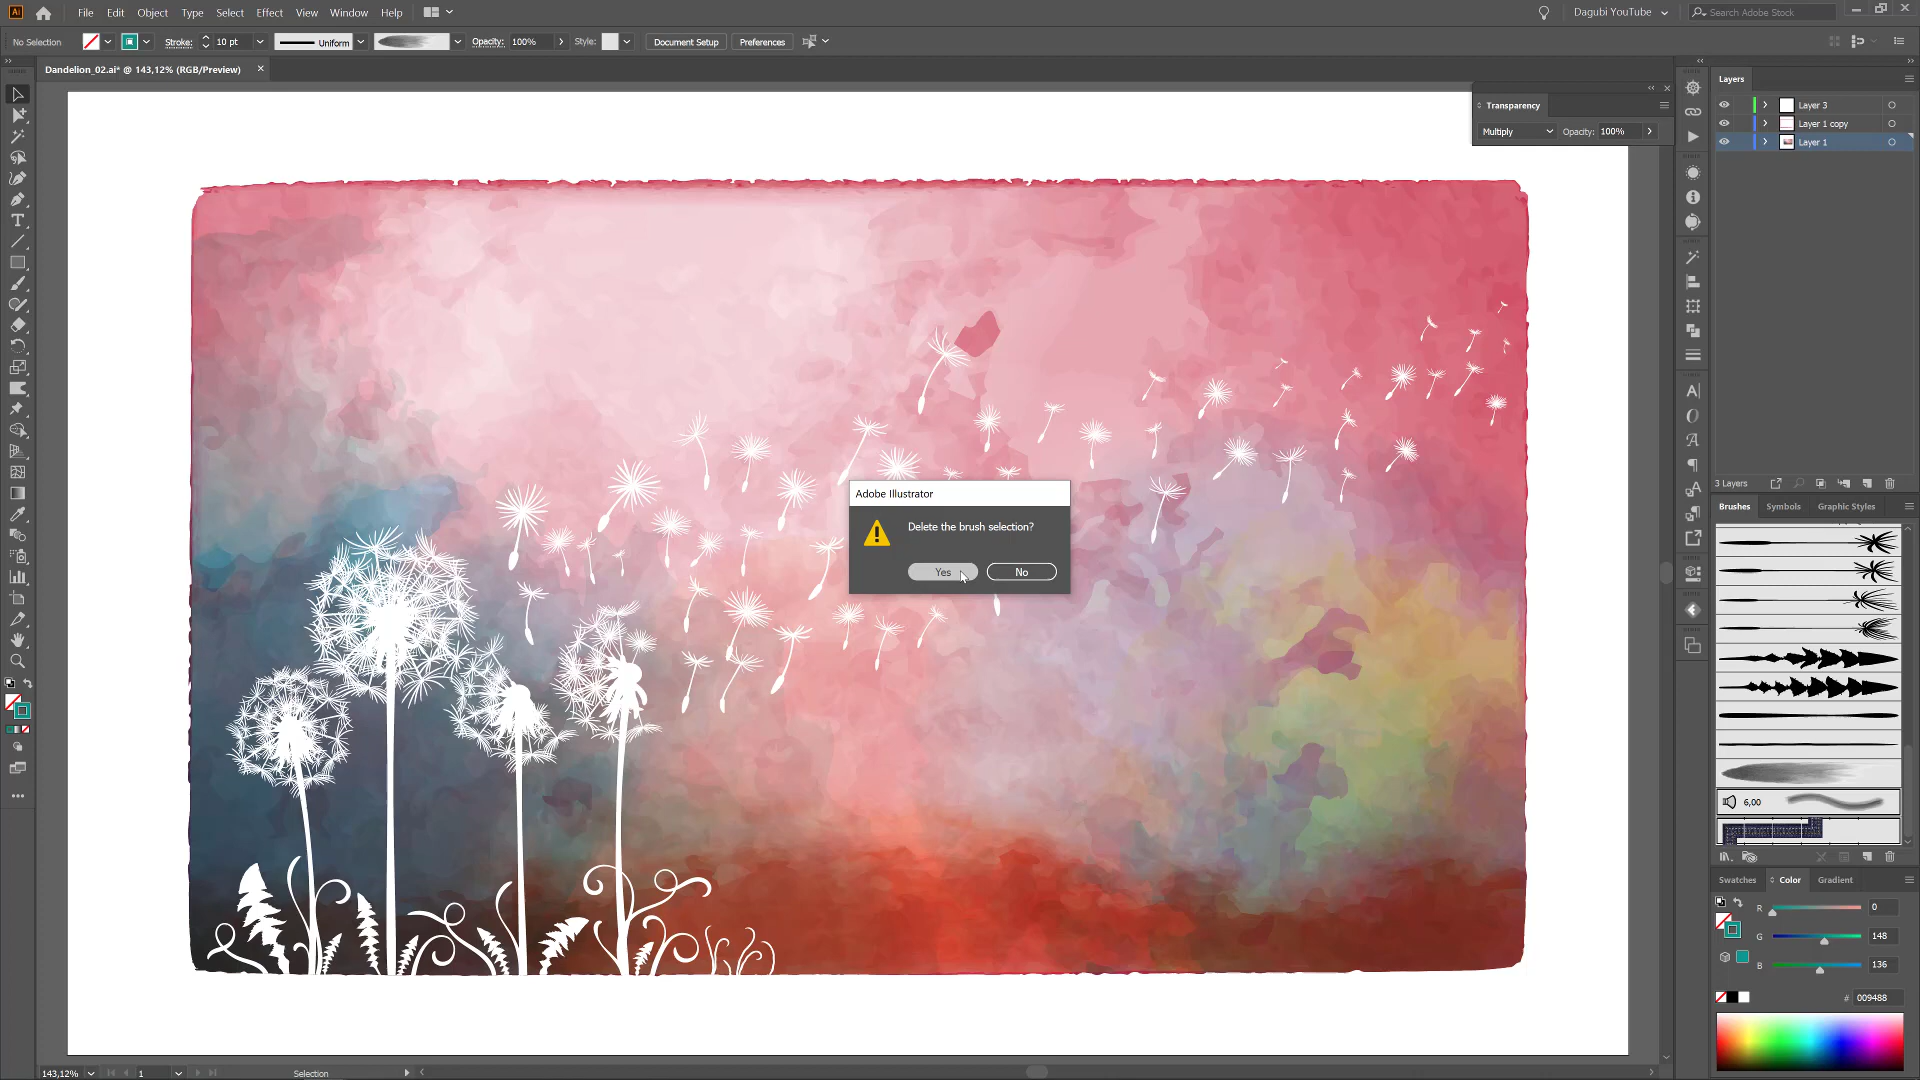 Ai File Edit Object Type Select Effect View Window Help Dagubi YouTube Search Adobe Stock
No Selection Stroke: 10 pt Uniform Opacity: 100% Style: Document Setup Preferences
Dandelion_02.ai* @ 143,12% (RGB/Preview)
Transparency
Multiply Opacity: 100%
Layers
Layer 3
Layer 1 copy
Layer 1
3 Layers
Adobe Illustrator
Delete the brush selection?
Yes No
Brushes Symbols Graphic Styles
6,00
Swatches Color Gradient
R 0
G 148
B 136
# 009488
143,12% 1 Selection